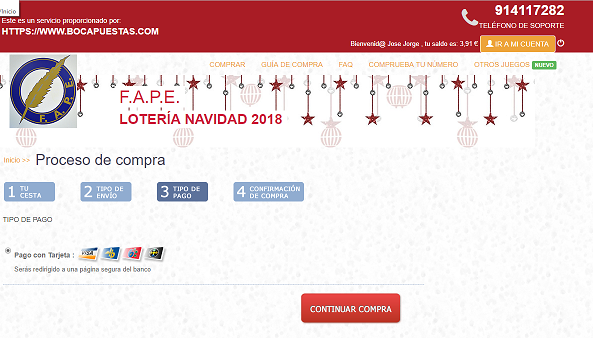 Inicio
Este es un servicio proporcionado por:
HTTPS://WWW.BOCAPUESTAS.COM
914117282
TELÉFONO DE SOPORTE
Bienvenid@ Jose Jorge , tu saldo es: 3,91 €
IR A MI CUENTA
COMPRAR GUÍA DE COMPRA FAQ COMPRUEBA TU NÚMERO OTROS JUEGOS NUEVO
F.A.P.E.
F.A.P.E.
LOTERÍA NAVIDAD 2018
Inicio >> Proceso de compra
1 TU CESTA
2 TIPO DE ENVÍO
3 TIPO DE PAGO
4 CONFIRMACIÓN DE COMPRA
TIPO DE PAGO
Pago con Tarjeta : VISA
Serás redirigido a una página segura del banco
CONTINUAR COMPRA